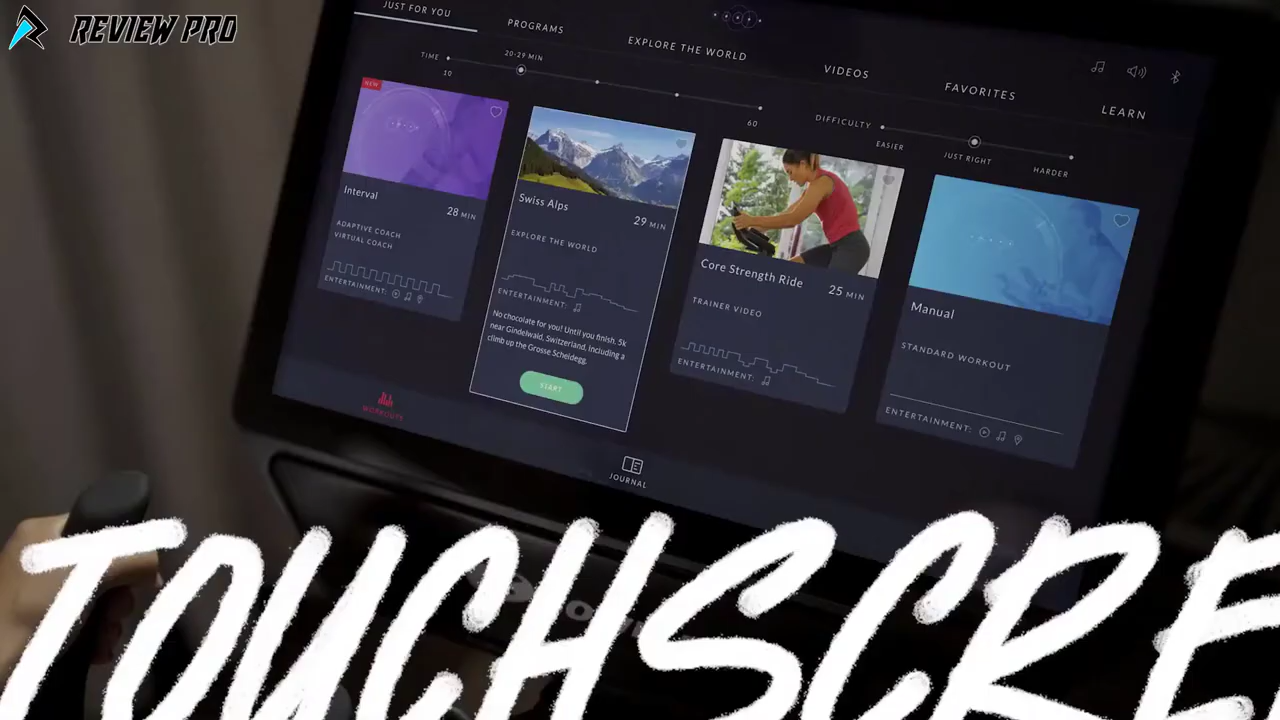 REVIEW PRO
JUST FOR YOU
PROGRAMS
EXPLORE THE WORLD
VIDEOS
FAVORITES
LEARN
TIME
20-29 MIN
10
60
DIFFICULTY
EASIER
JUST RIGHT
HARDER
NEW
Interval
28 MIN
ADAPTIVE COACH
VIRTUAL COACH
ENTERTAINMENT:
Swiss Alps
29 MIN
EXPLORE THE WORLD
ENTERTAINMENT:
No chocolate for you! Until you finish. 5k
near Gindelwald, Switzerland, including a
climb up the Grosse Scheidegg.
START
Core Strength Ride
25 MIN
TRAINER VIDEO
ENTERTAINMENT:
Manual
STANDARD WORKOUT
ENTERTAINMENT:
WORKOUTS
JOURNAL
TOUCHSCRE